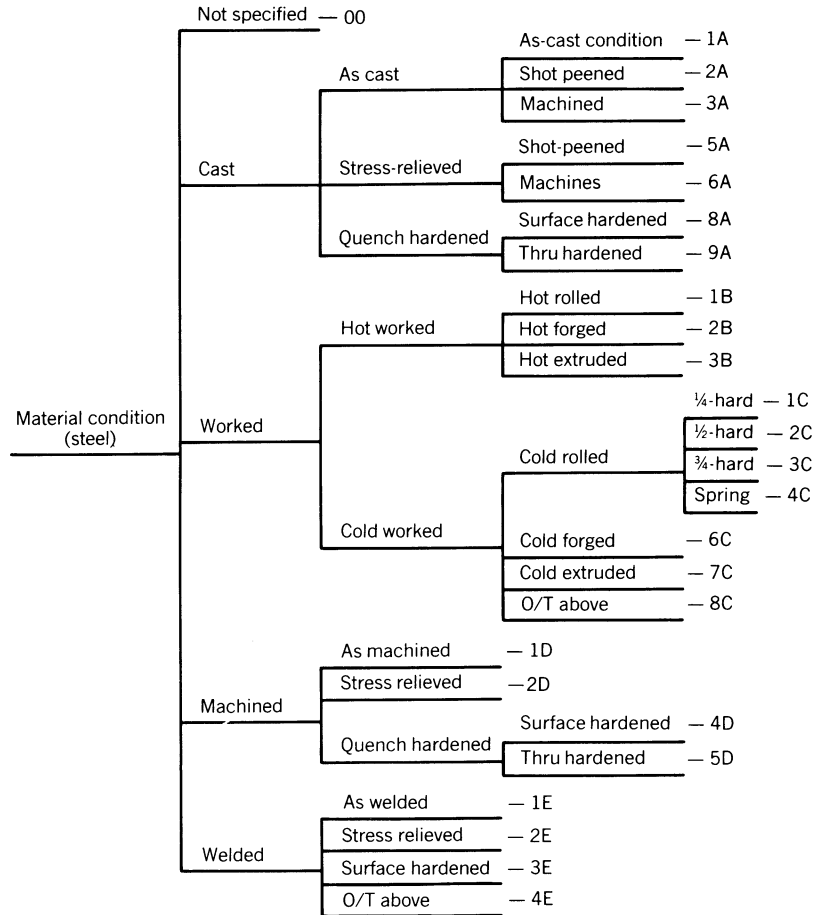 Not specified — 00
As-cast condition — 1A
As cast
Shot peened — 2A
Machined — 3A
Shot-peened — 5A
Cast
Stress-relieved
Machines — 6A
Surface hardened — 8A
Quench hardened
Thru hardened — 9A
Hot rolled — 1B
Hot worked
Hot forged — 2B
Hot extruded — 3B
¼-hard — 1C
Material condition
(steel)
Worked
½-hard — 2C
Cold rolled
¾-hard — 3C
Spring — 4C
Cold worked
Cold forged — 6C
Cold extruded — 7C
O/T above — 8C
As machined — 1D
Stress relieved —2D
Machined
Surface hardened — 4D
Quench hardened
Thru hardened — 5D
As welded — 1E
Stress relieved — 2E
Welded
Surface hardened — 3E
O/T above — 4E